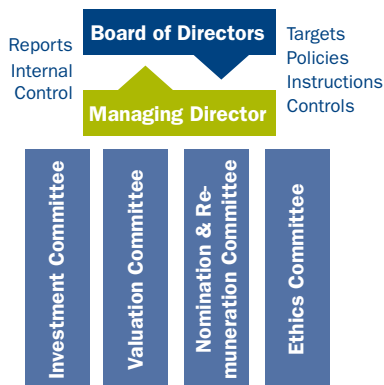 Board of Directors
Reports
Internal
Control
Targets
Policies
Instructions
Controls
Managing Director
Investment Committee
Valuation Committee
Nomination & Re-
muneration Committee
Ethics Committee